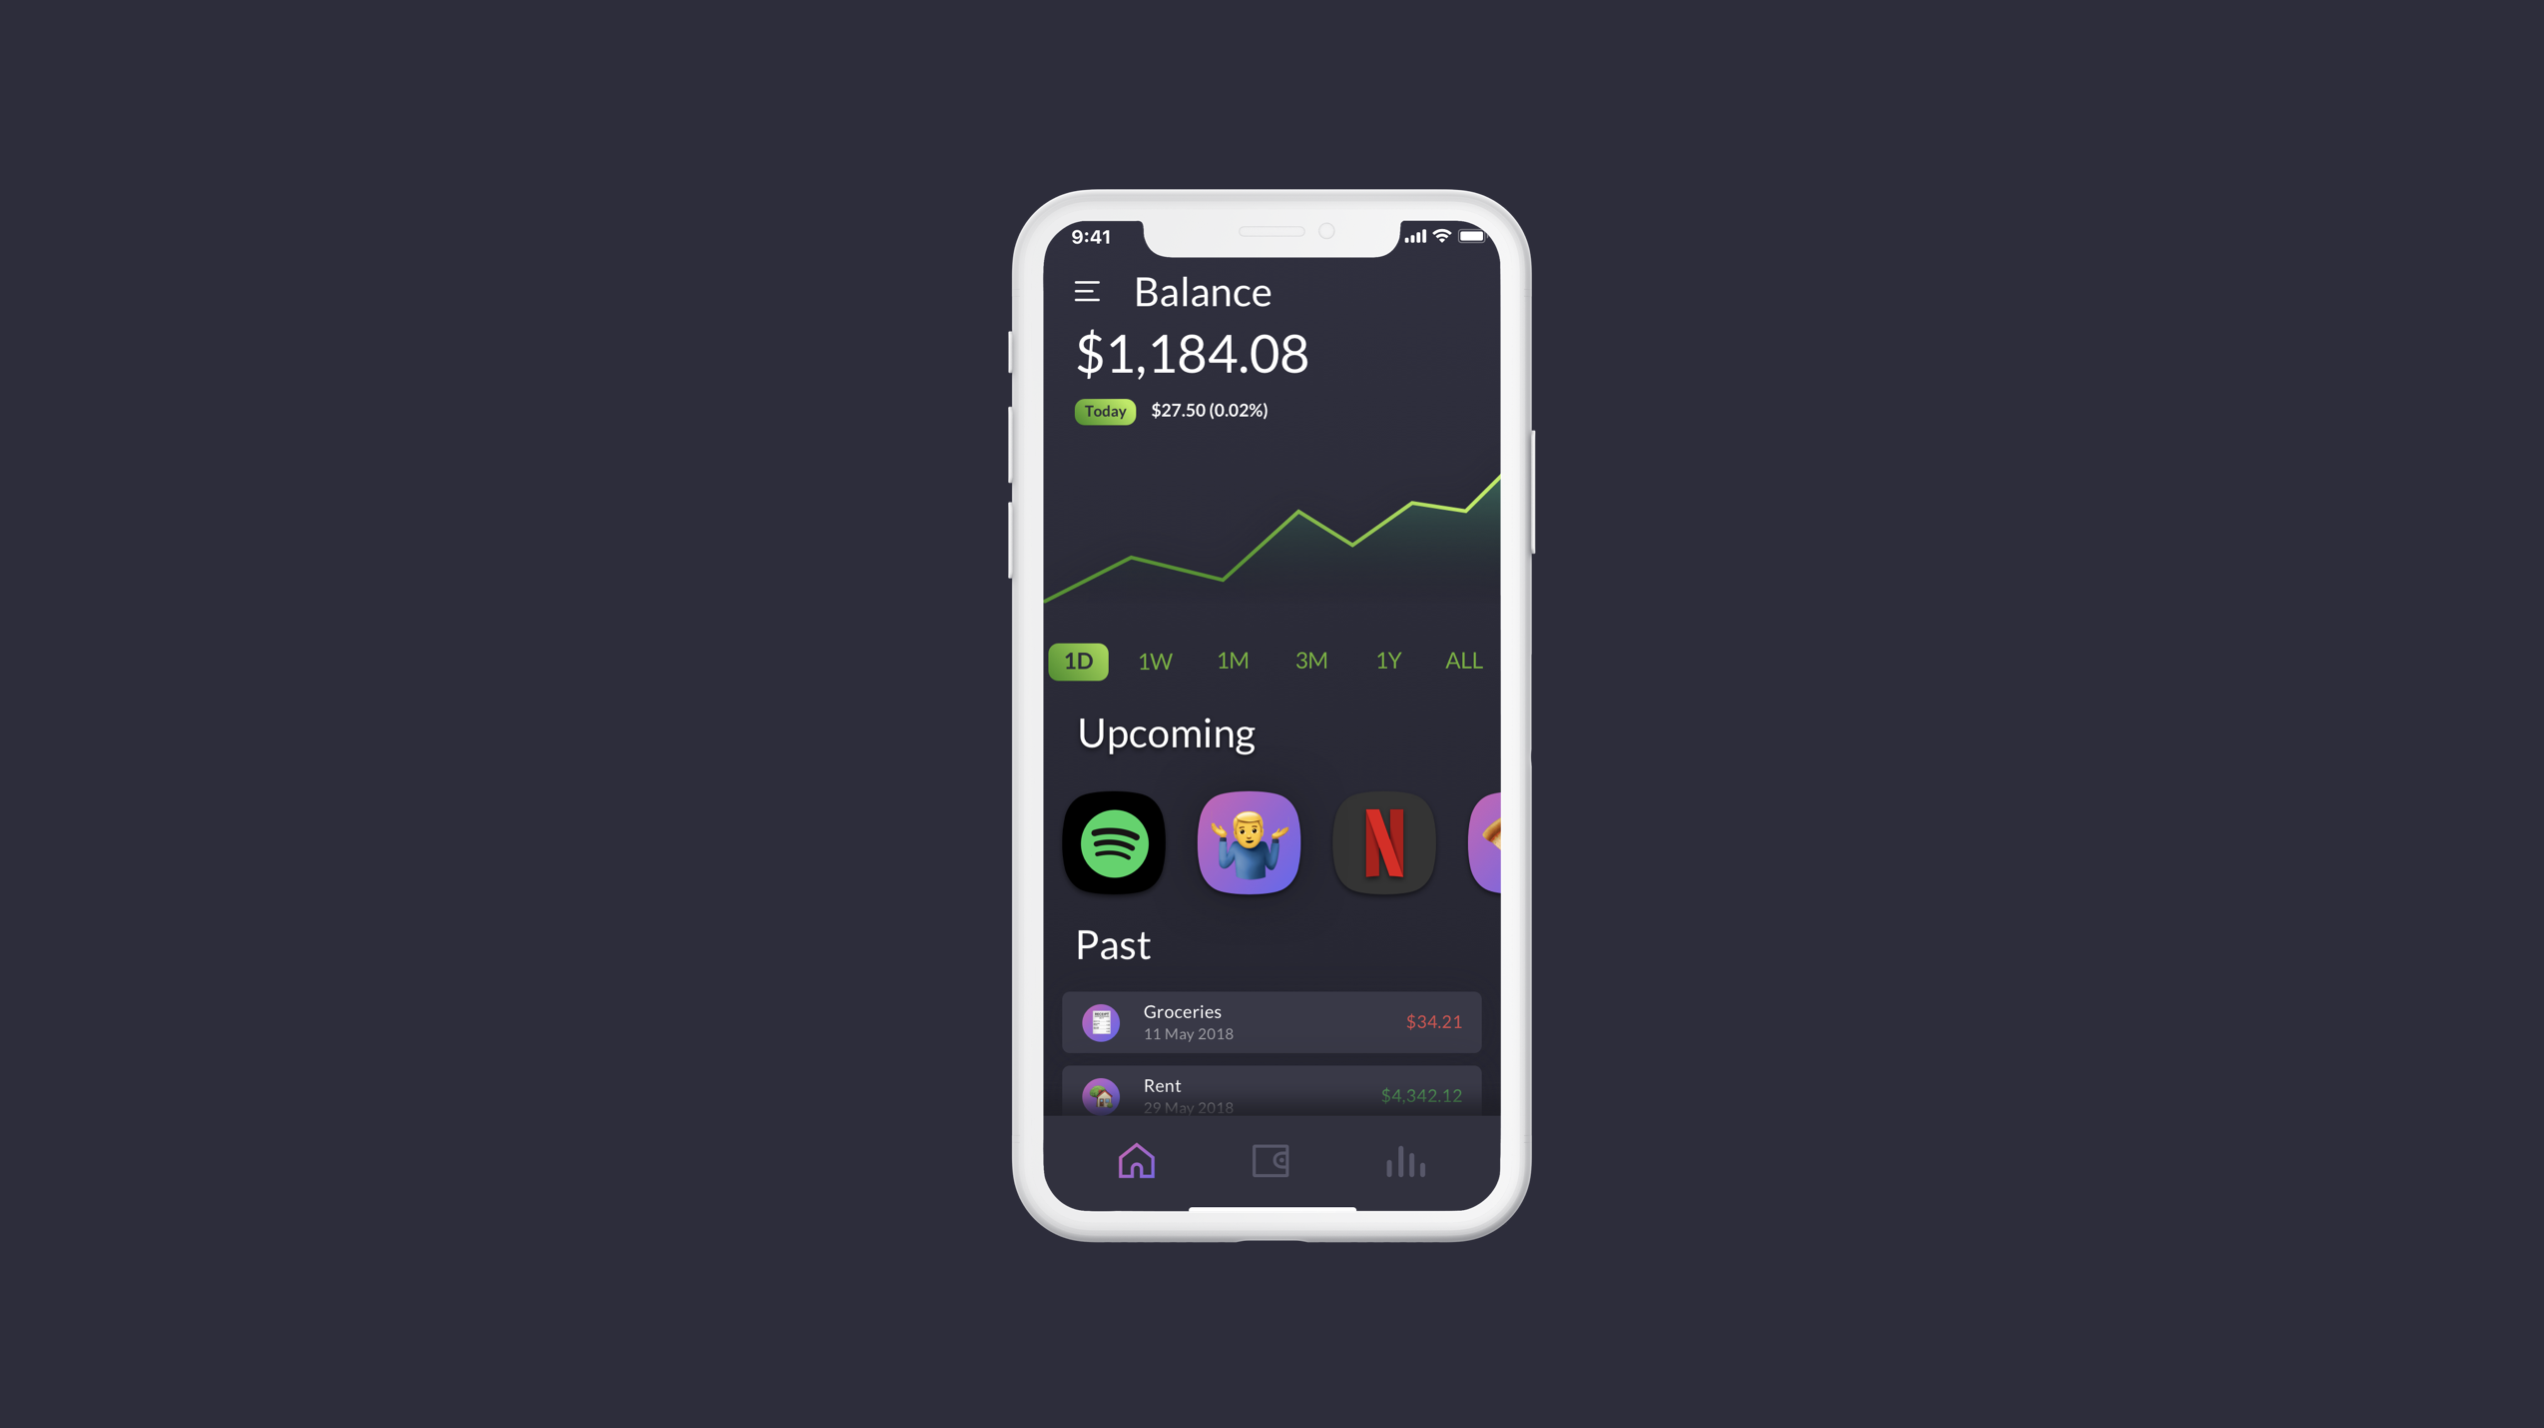 9:41
Balance
$1,184.08
Today $27.50 (0.02%)
1D 1W 1M 3M 1Y ALL
Upcoming
N
Past
Groceries
11 May 2018
$34.21
Rent
29 May 2018
$4,342.12